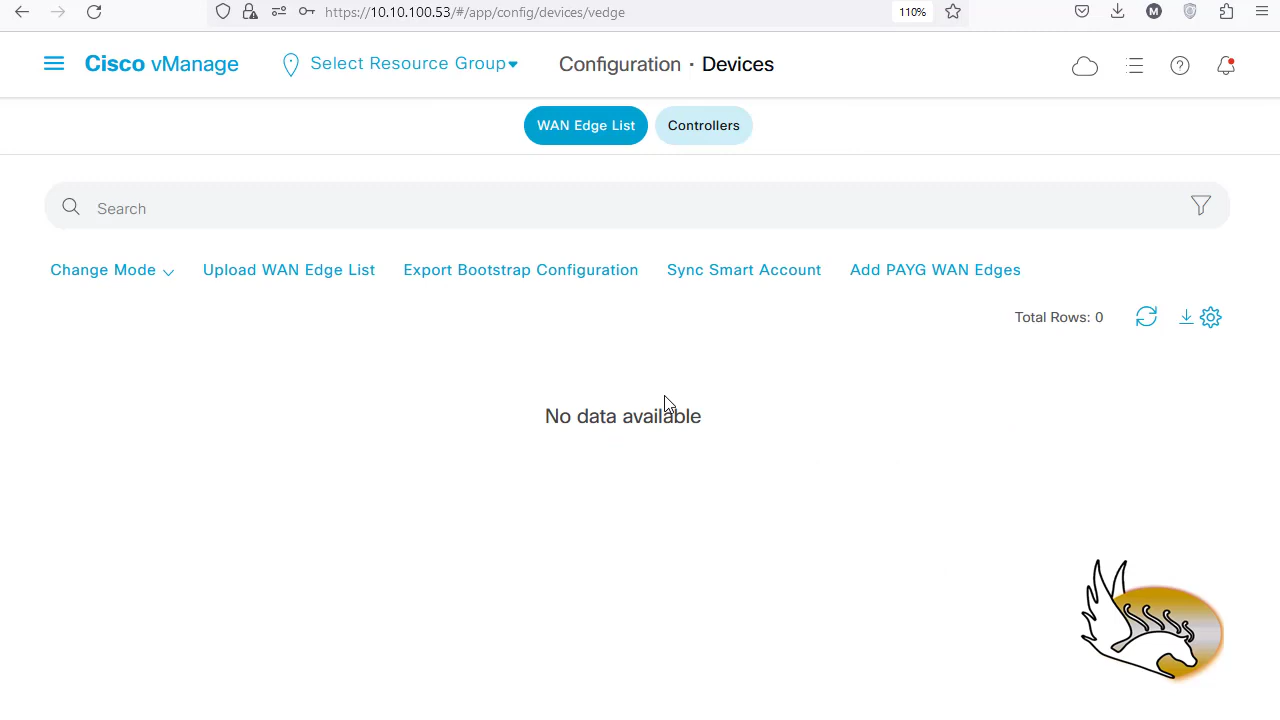 https://10.10.100.53/#/app/config/devices/vedge 110% M
Cisco vManage Select Resource Group▾ Configuration · Devices
WAN Edge List Controllers
Search
Change Mode Upload WAN Edge List Export Bootstrap Configuration Sync Smart Account Add PAYG WAN Edges
Total Rows: 0
No data available